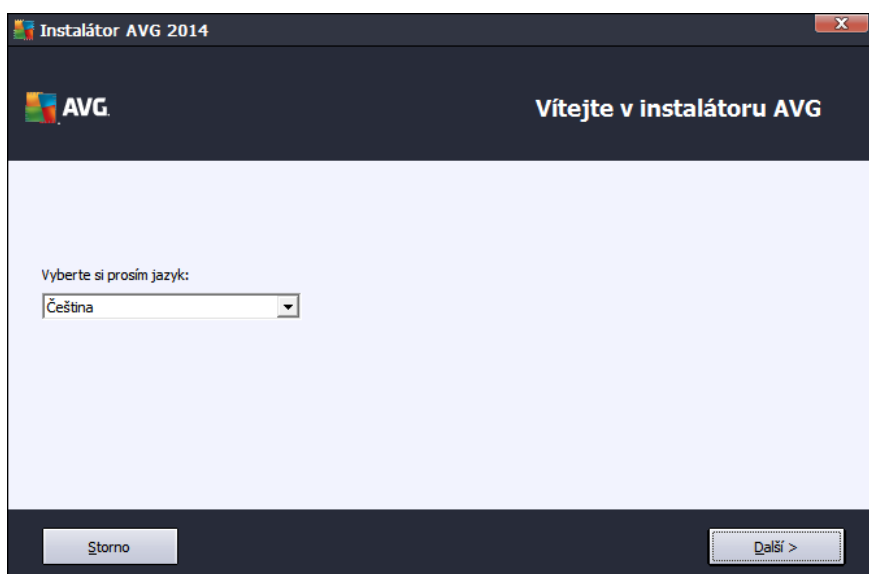 Instalátor AVG 2014
X
AVG.
Vítejte v instalátoru AVG
Vyberte si prosím jazyk:
Čeština
Storno
Další >